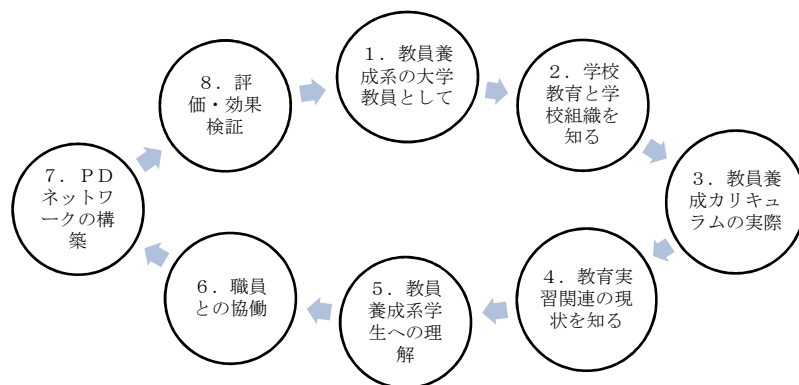 １．教員養
成系の大学
教員として
２．学校
教育と学
校組織を
知る
３．教員養
成カリキュ
ラムの実際
４．教育実
習関連の現
状を知る
５．教員
養成系学
生への理
解
６．職員
との協働
７．ＰＤ
ネットワ
ークの構
築
８．評
価・効果
検証